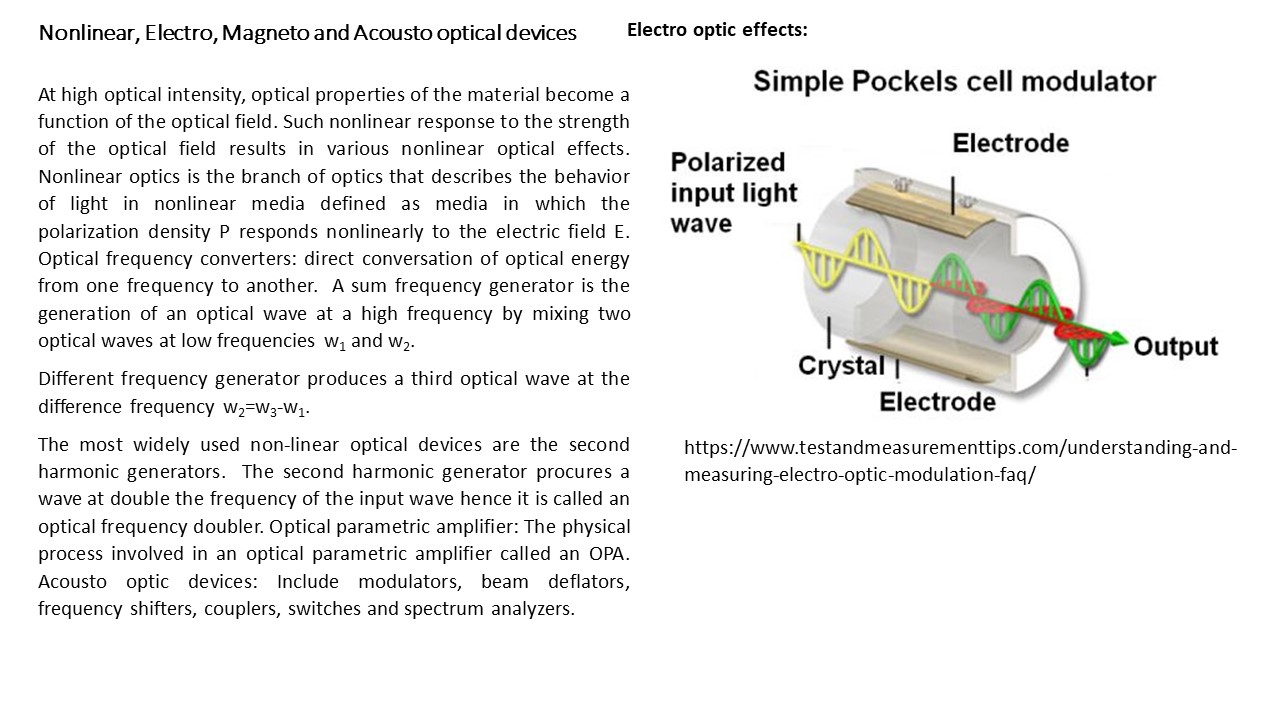 Nonlinear, Electro, Magneto and Acousto optical devices
At high optical intensity, optical properties of the material become a
function of the optical field. Such nonlinear response to the strength
of the optical field results in various nonlinear optical effects.
Nonlinear optics is the branch of optics that describes the behavior
of light in nonlinear media defined as media in which the
polarization density P responds nonlinearly to the electric field E.
Optical frequency converters: direct conversation of optical energy
from one frequency to another. A sum frequency generator is the
generation of an optical wave at a high frequency by mixing two
optical waves at low frequencies w₁ and w₂.
Different frequency generator produces a third optical wave at the
difference frequency w₂=w₃-w₁.
The most widely used non-linear optical devices are the second
harmonic generators. The second harmonic generator procures a
wave at double the frequency of the input wave hence it is called an
optical frequency doubler. Optical parametric amplifier: The physical
process involved in an optical parametric amplifier called an OPA.
Acousto optic devices: Include modulators, beam deflators,
frequency shifters, couplers, switches and spectrum analyzers.
Electro optic effects:
Simple Pockels cell modulator
Electrode
Polarized
input light
wave
Output
Crystal
Electrode
https://www.testandmeasurementtips.com/understanding-and-
measuring-electro-optic-modulation-faq/